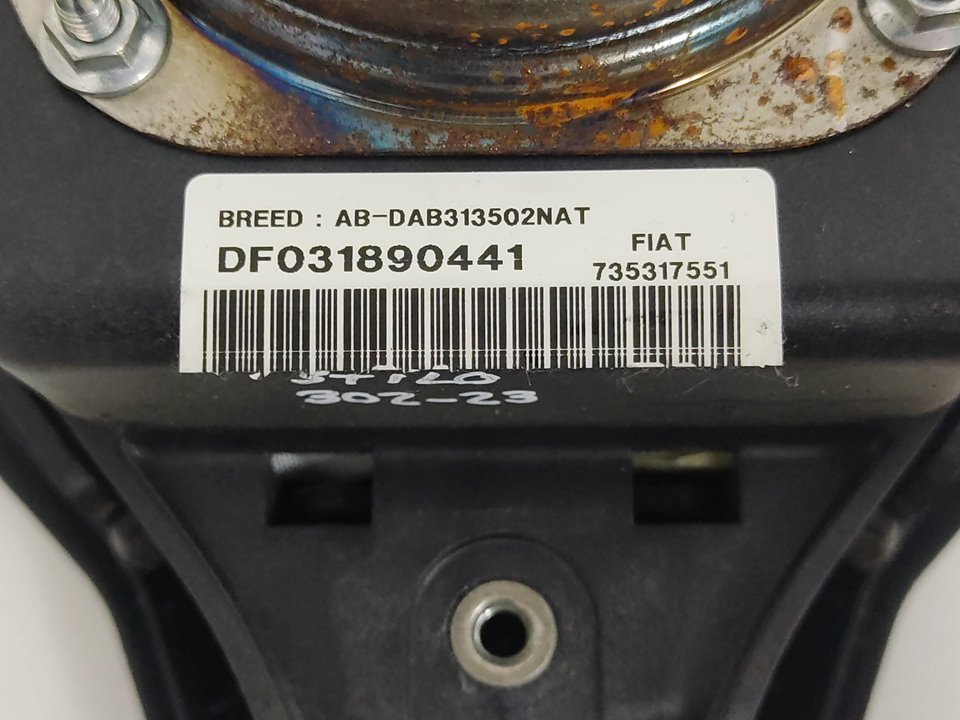 BREED : AB-DAB313502NAT
DF031890441
FIAT
735317551
STILO
302-23